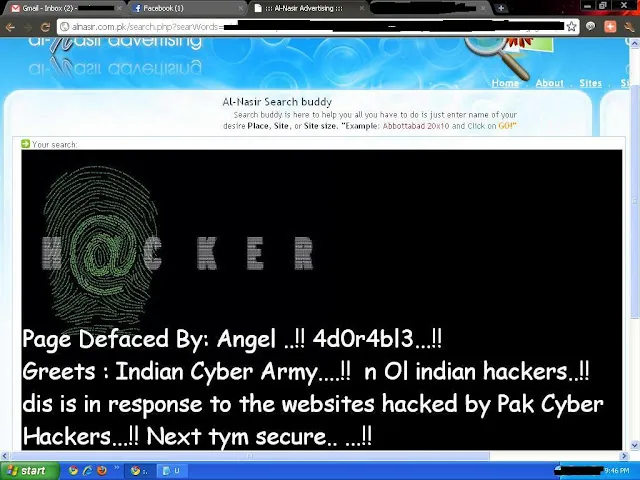 Gmail - Inbox (2) -
Facebook (1)
::: Al-Nasir Advertising :::
alnasir.com.pk/search.php?searWords=
al-Nasir advertising
Home . About . Sites .
Al-Nasir Search buddy
Search buddy is here to help you all you have to do is just enter name of your
desire Place, Site, or Site size. "Example: Abbottabad 20x10 and Click on GO!"
Your search:
H@CKER
Page Defaced By: Angel ..!! 4d0r4bl3...!!
Greets : Indian Cyber Army....!! n Ol indian hackers..!!
dis is in response to the websites hacked by Pak Cyber
Hackers...!! Next tym secure.. ...!!
start
9:46 PM